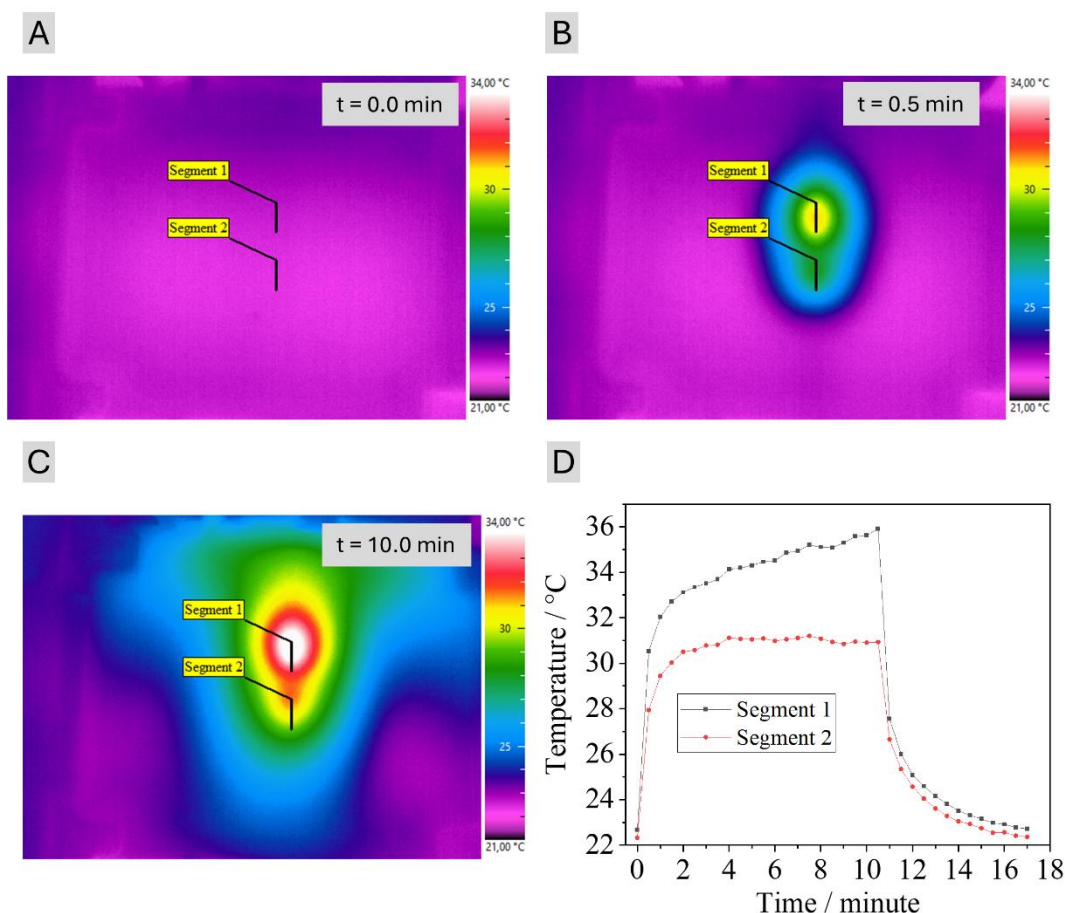 A
34,00 °C
t = 0.0 min
Segment 1
30
Segment 2
25
21,00 °C
B
34,00 °C
t = 0.5 min
Segment 1
30
Segment 2
25
21,00 °C
C
34,00 °C
t = 10.0 min
Segment 1
30
Segment 2
25
21,00 °C
D
36
34
32
30
28
26
24
22
Temperature / °C
Segment 1
Segment 2
0 2 4 6 8 10 12 14 16 18
Time / minute